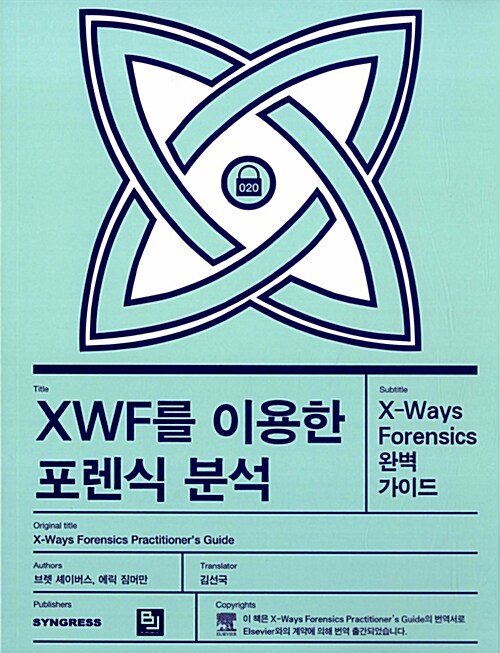 020
Title
XWF를 이용한
포렌식 분석
Subtitle
X-Ways
Forensics
완벽
가이드
Original title
X-Ways Forensics Practitioner's Guide
Authors
브렛 셰이버스, 에릭 짐머만
Translator
김선국
Publishers
SYNGRESS
BJ
Copyrights
ELSEVIER
이 책은 X-Ways Forensics Practitioner's Guide의 번역서로
Elsevier와의 계약에 의해 번역 출간되었습니다.